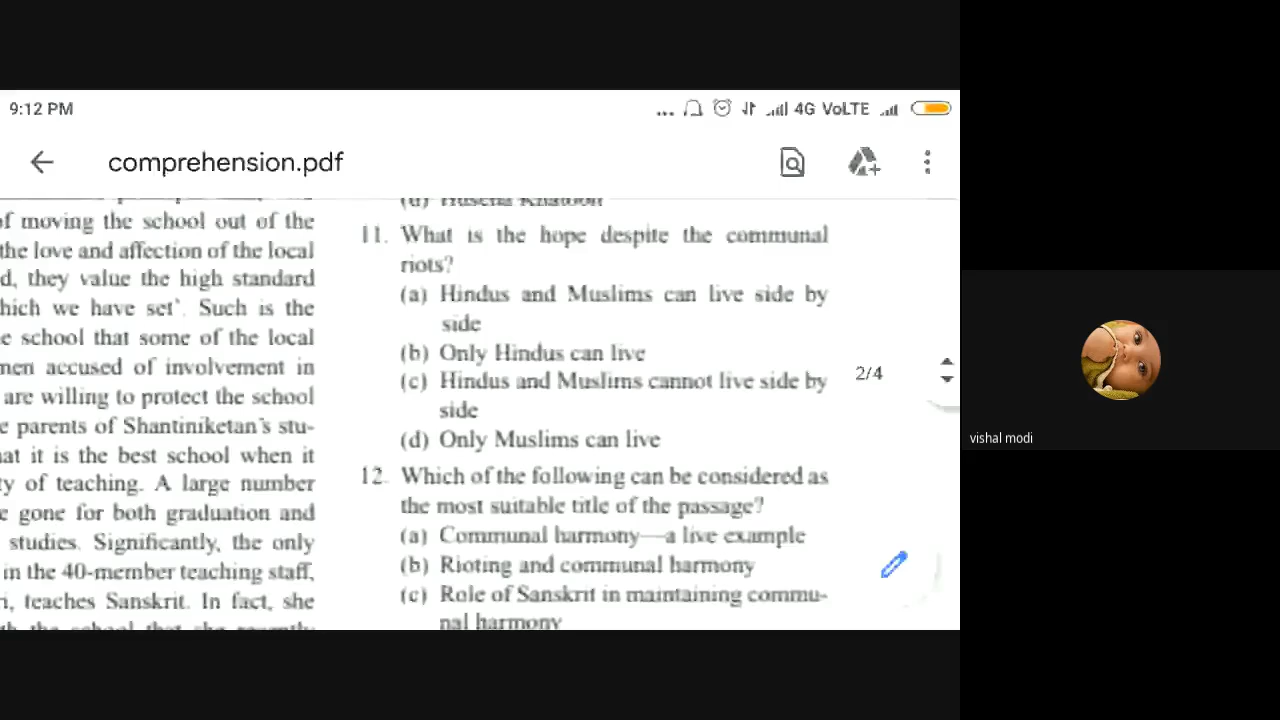 9:12 PM
... 4G VoLTE
comprehension.pdf
of moving the school out of the
the love and affection of the local
d, they value the high standard
hich we have set'. Such is the
e school that some of the local
men accused of involvement in
are willing to protect the school
e parents of Shantiniketan's stu-
at it is the best school when it
ty of teaching. A large number
e gone for both graduation and
studies. Significantly, the only
in the 40-member teaching staff,
i, teaches Sanskrit. In fact, she
(d) Husena Khatoon
11. What is the hope despite the communal
riots?
(a) Hindus and Muslims can live side by
side
(b) Only Hindus can live
(c) Hindus and Muslims cannot live side by
side
(d) Only Muslims can live
12. Which of the following can be considered as
the most suitable title of the passage?
(a) Communal harmony—a live example
(b) Rioting and communal harmony
(c) Role of Sanskrit in maintaining commu-
nal harmony
2/4
vishal modi